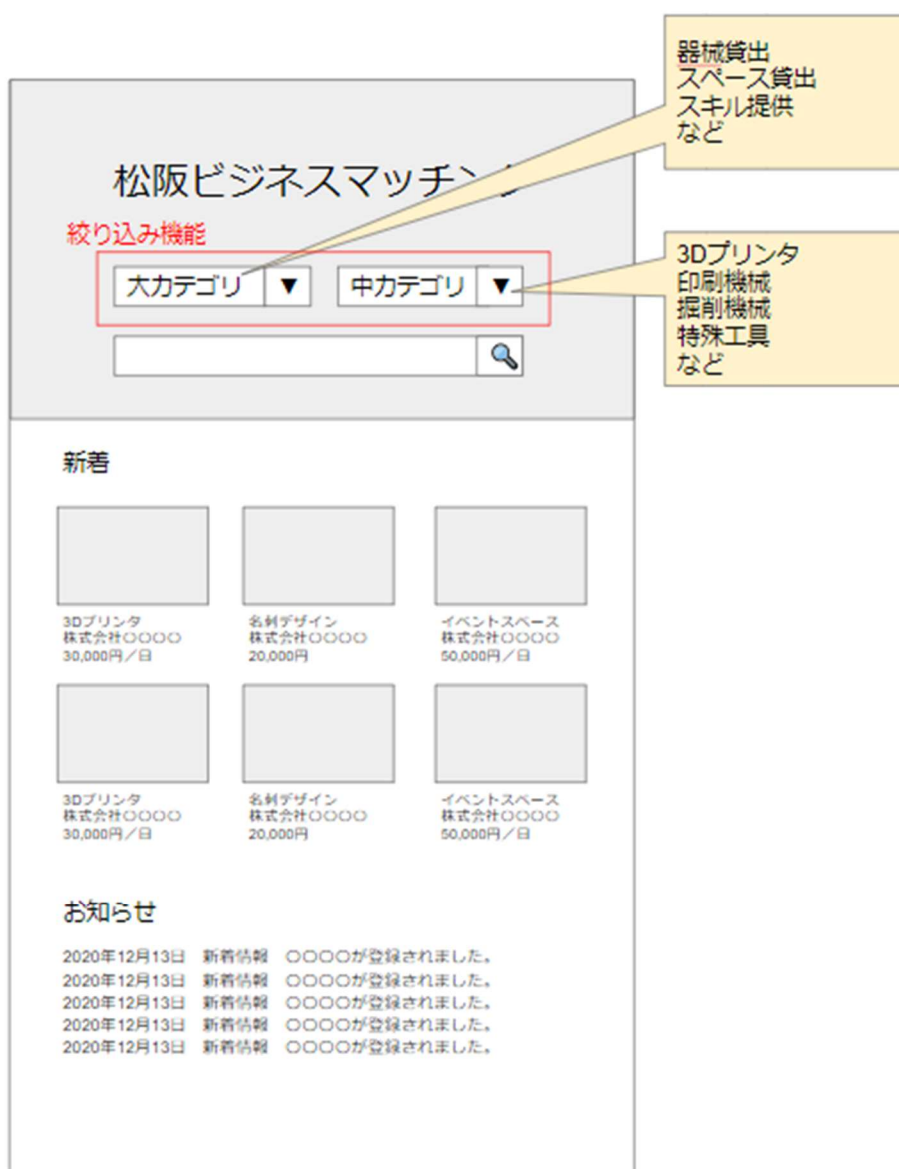 器械貸出
スペース貸出
スキル提供
など
松阪ビジネスマッチング
絞り込み機能
大カテゴリ ▼
中カテゴリ ▼
3Dプリンタ
印刷機械
掘削機械
特殊工具
など
新着
3Dプリンタ
株式会社〇〇〇〇
30,000円／日
名刺デザイン
株式会社〇〇〇〇
20,000円
イベントスペース
株式会社〇〇〇〇
50,000円／日
3Dプリンタ
株式会社〇〇〇〇
30,000円／日
名刺デザイン
株式会社〇〇〇〇
20,000円
イベントスペース
株式会社〇〇〇〇
50,000円／日
お知らせ
2020年12月13日　新着情報　〇〇〇〇が登録されました。
2020年12月13日　新着情報　〇〇〇〇が登録されました。
2020年12月13日　新着情報　〇〇〇〇が登録されました。
2020年12月13日　新着情報　〇〇〇〇が登録されました。
2020年12月13日　新着情報　〇〇〇〇が登録されました。